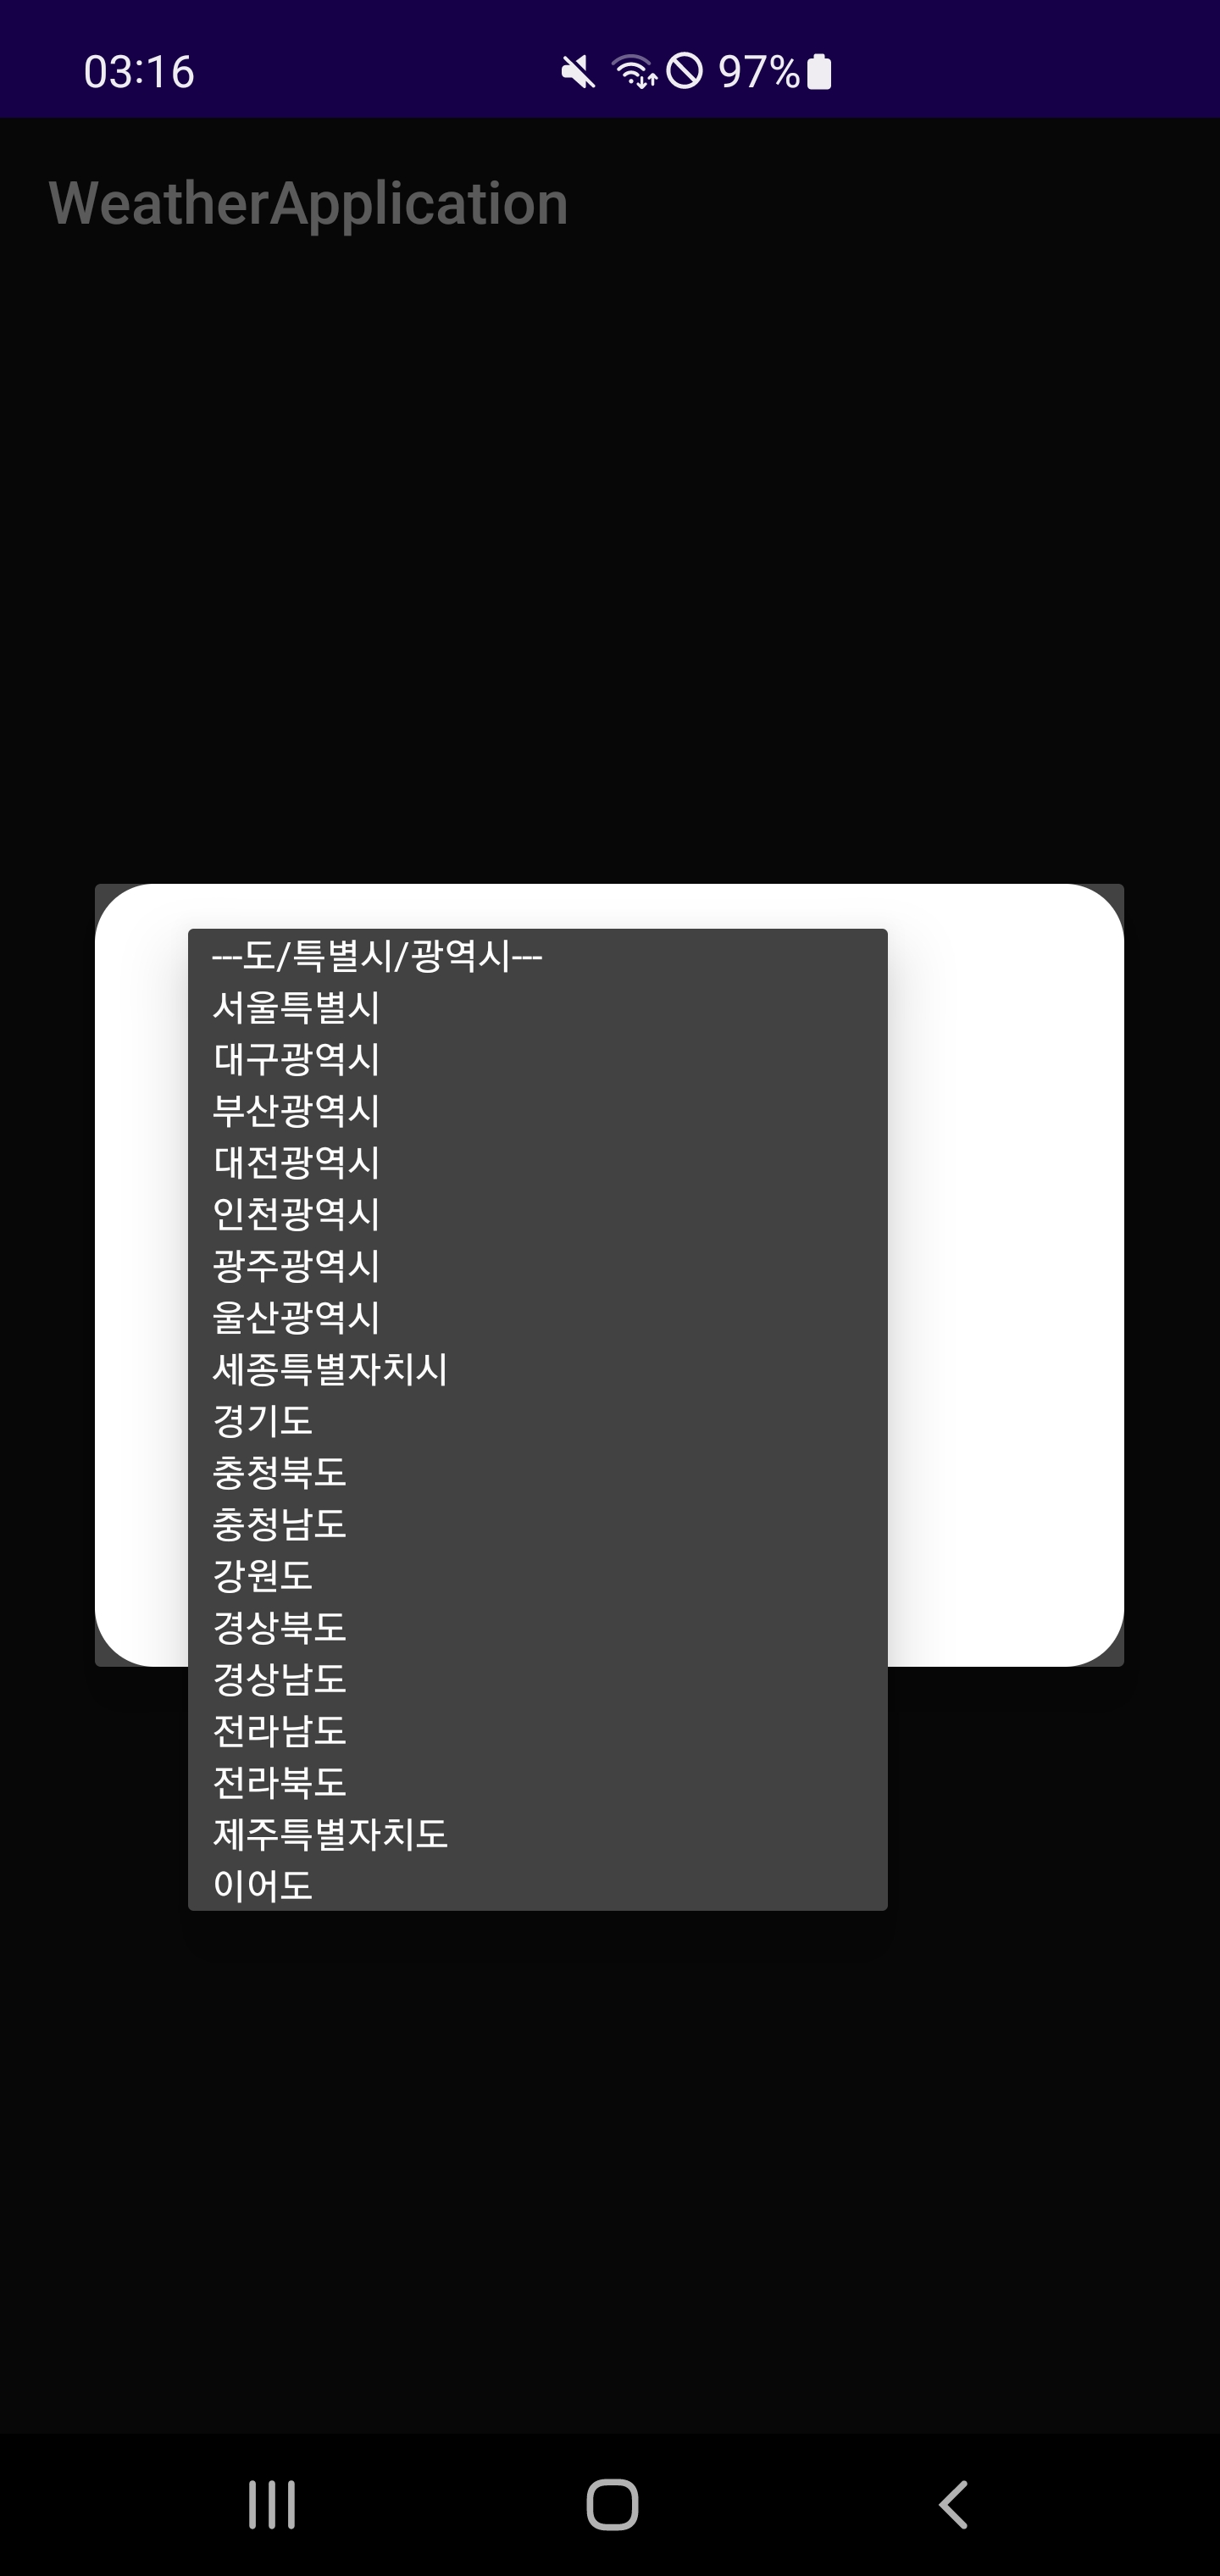 03:16
97%
WeatherApplication
---도/특별시/광역시---
서울특별시
대구광역시
부산광역시
대전광역시
인천광역시
광주광역시
울산광역시
세종특별자치시
경기도
충청북도
충청남도
강원도
경상북도
경상남도
전라남도
전라북도
제주특별자치도
이어도